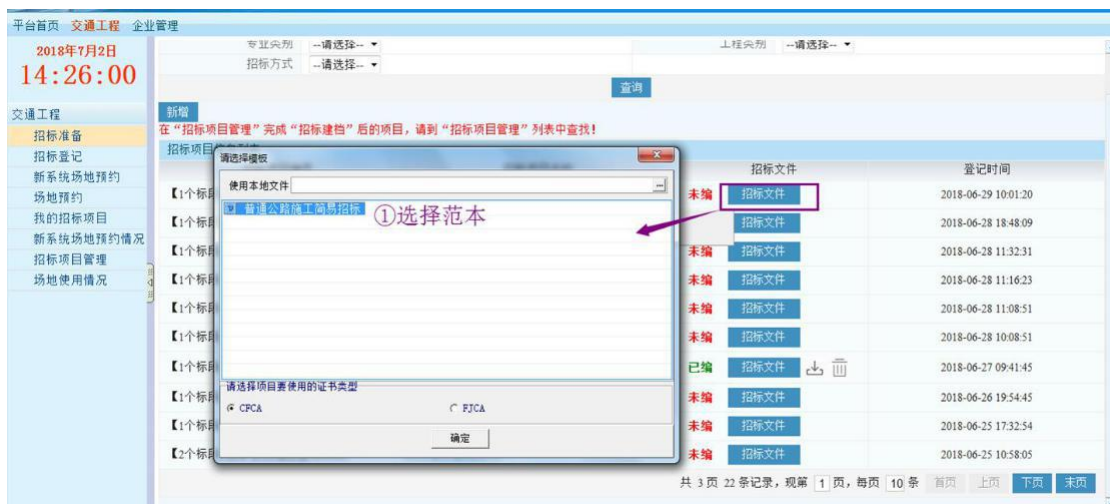 平台首页 交通工程 企业管理
2018年7月2日
14:26:00
交通工程
招标准备
招标登记
新系统场地预约
场地预约
我的招标项目
新系统场地预约情况
招标项目管理
场地使用情况
专业类别 --请选择-- 工程类别 --请选择--
招标方式 --请选择--
查询
新增
在“招标项目管理”完成“招标建档”后的项目，请到“招标项目管理”列表中查找！
招标项目
招标文件 登记时间
【1个标段 未编 招标文件 2018-06-29 10:01:20
【1个标段 招标文件 2018-06-28 18:48:09
【1个标段 未编 招标文件 2018-06-28 11:32:31
【1个标段 未编 招标文件 2018-06-28 11:16:23
【1个标段 未编 招标文件 2018-06-28 11:08:51
【1个标段 未编 招标文件 2018-06-28 10:08:51
【1个标段 已编 招标文件 2018-06-27 09:41:45
【1个标段 未编 招标文件 2018-06-26 19:54:45
【1个标段 未编 招标文件 2018-06-25 17:32:54
【2个标段 未编 招标文件 2018-06-25 10:58:05
共 3 页 22 条记录，现第 1 页，每页 10 条 首页 上页 下页 末页
请选择模板
使用本地文件
普通公路施工简易招标
①选择范本
请选择项目要使用的证书类型
CFCA FJCA
确定